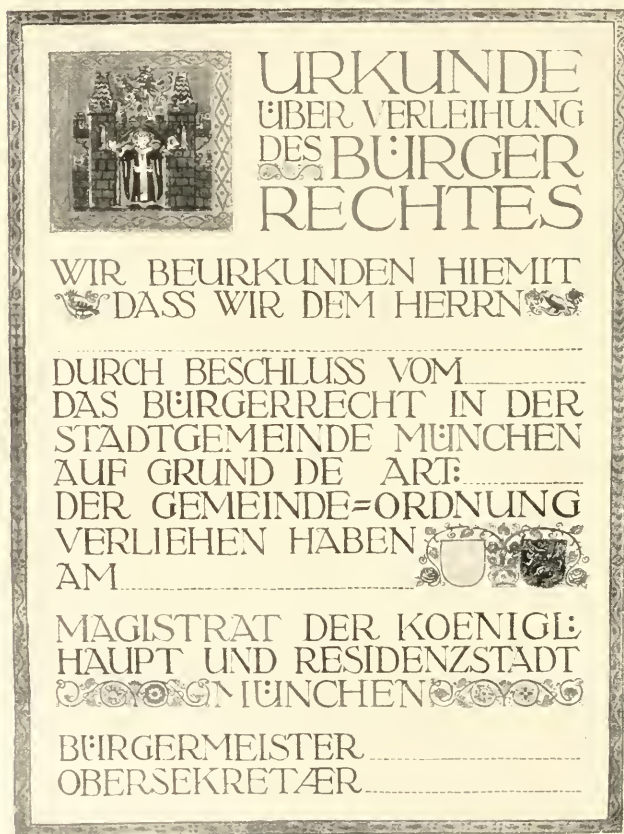 URKUNDE
ÜBER VERLEIHUNG
DES BÜRGER
RECHTES
WIR BEURKUNDEN HIEMIT
DASS WIR DEM HERRN
DURCH BESCHLUSS VOM
DAS BÜRGERRECHT IN DER
STADTGEMEINDE MÜNCHEN
AUF GRUND DE ART:
DER GEMEINDE=ORDNUNG
VERLIEHEN HABEN
AM
MAGISTRAT DER KOENIGL:
HAUPT UND RESIDENZSTADT
MÜNCHEN
BÜRGERMEISTER
OBERSEKRETÆR